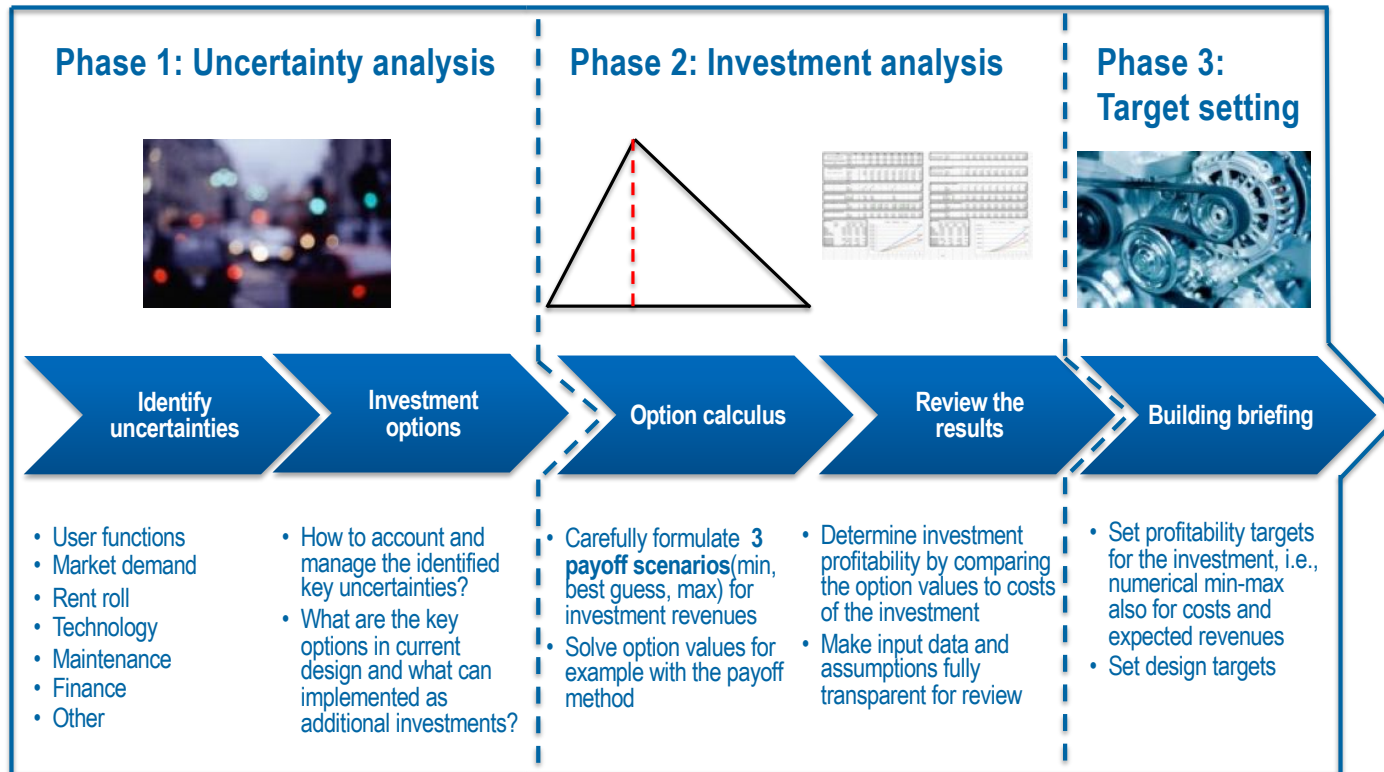 Phase 1: Uncertainty analysis
Phase 2: Investment analysis
Phase 3:
Target setting
Identify
uncertainties
Investment
options
Option calculus
Review the
results
Building briefing
• User functions
• Market demand
• Rent roll
• Technology
• Maintenance
• Finance
• Other
• How to account and
manage the identified
key uncertainties?
• What are the key
options in current
design and what can
implemented as
additional investments?
• Carefully formulate 3
payoff scenarios(min,
best guess, max) for
investment revenues
• Solve option values for
example with the payoff
method
• Determine investment
profitability by comparing
the option values to costs
of the investment
• Make input data and
assumptions fully
transparent for review
• Set profitability targets
for the investment, i.e.,
numerical min-max
also for costs and
expected revenues
• Set design targets